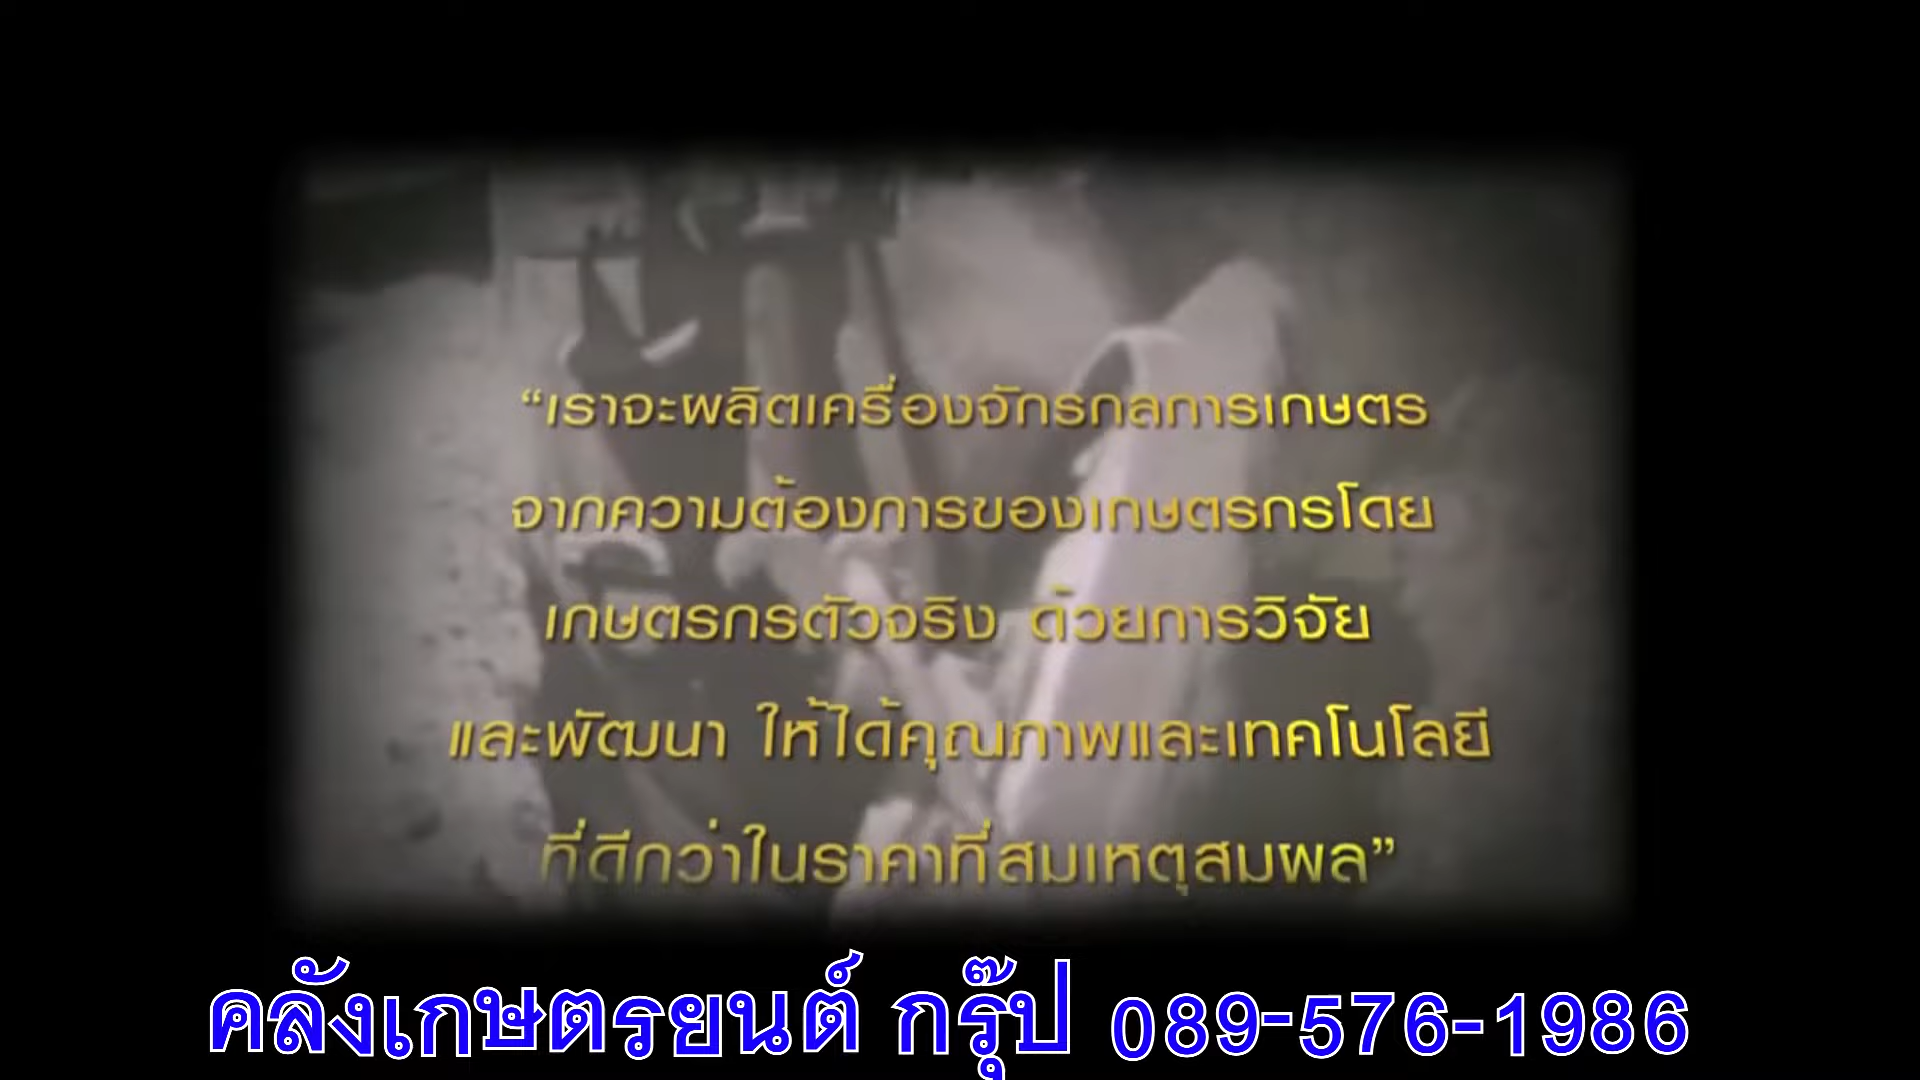 “เราจะผลิตเครื่องจักรกลการเกษตร
จากความต้องการของเกษตรกรโดย
เกษตรกรตัวจริง ด้วยการวิจัย
และพัฒนา ให้ได้คุณภาพและเทคโนโลยี
ที่ดีกว่าในราคาที่สมเหตุสมผล”
คลังเกษตรยนต์ กรุ๊ป 089-576-1986